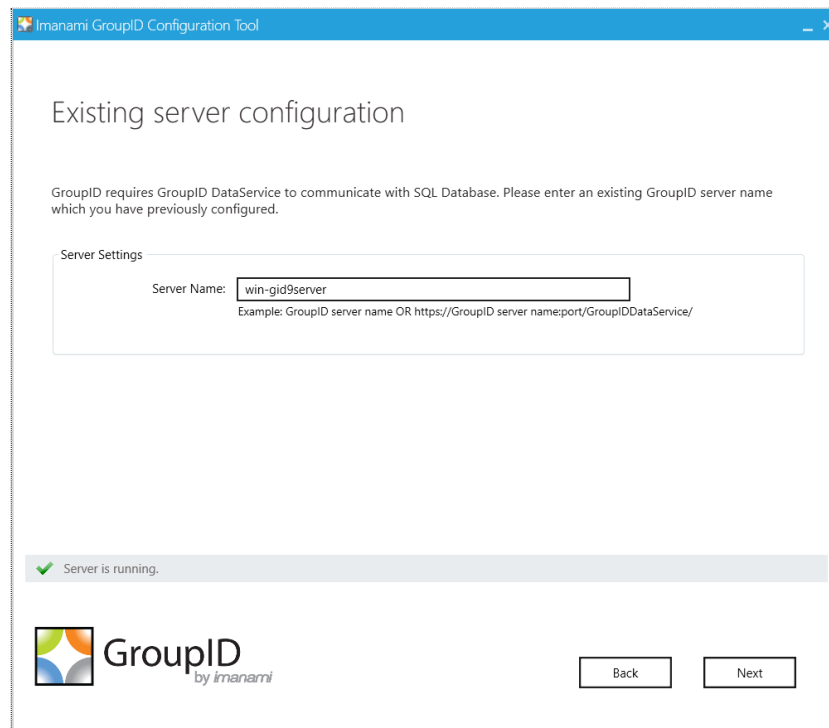 Imanami GroupID Configuration Tool
Existing server configuration
GroupID requires GroupID DataService to communicate with SQL Database. Please enter an existing GroupID server name
which you have previously configured.
Server Settings
Server Name: win-gid9server
Example: GroupID server name OR https://GroupID server name:port/GroupIDDataService/
Server is running.
GroupID
by imanami
Back Next